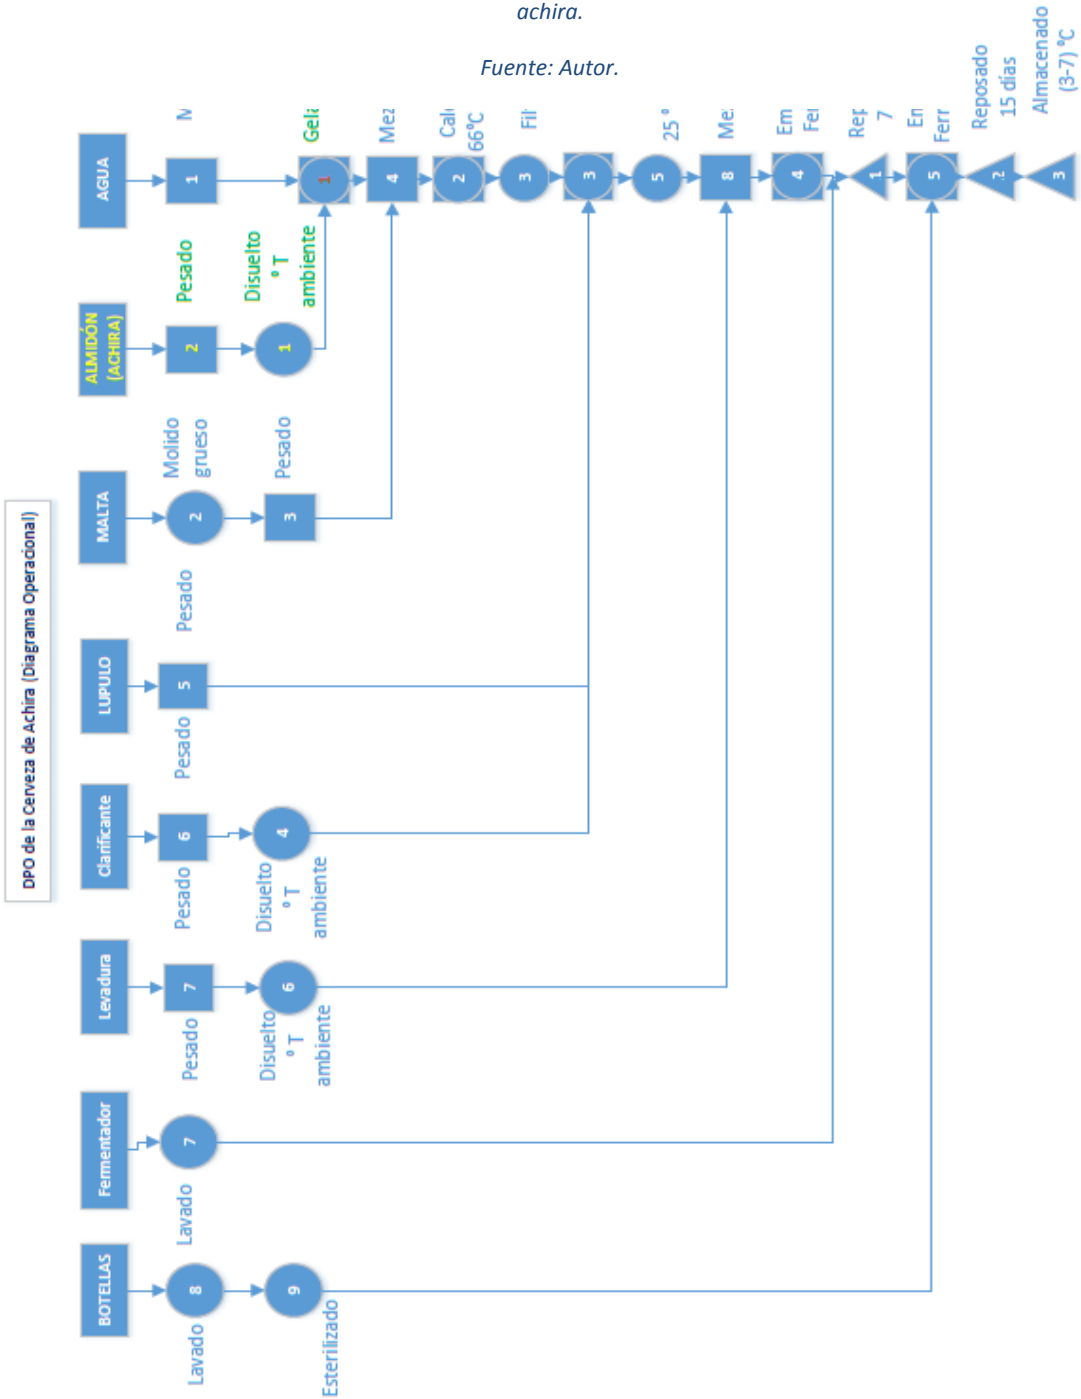 achira.
Fuente: Autor.
DPO de la Cerveza de Achira (Diagrama Operacional)
BOTELLAS
Fermentador
Levadura
Clarificante
LUPULO
MALTA
ALMIDÓN
(ACHIRA)
AGUA
8
Lavado
9
Esterilizado
7
Lavado
7
Pesado
6
Disuelto
º T
ambiente
6
Pesado
4
Disuelto
º T
ambiente
5
Pesado
Pesado
2
Molido
grueso
3
Pesado
2
Pesado
1
Disuelto
º T
ambiente
1
1
4
2
66ºC
3
3
5
25 º
8
4
1
7
5
2
Reposado
15 días
3
Almacenado
(3-7) ºC